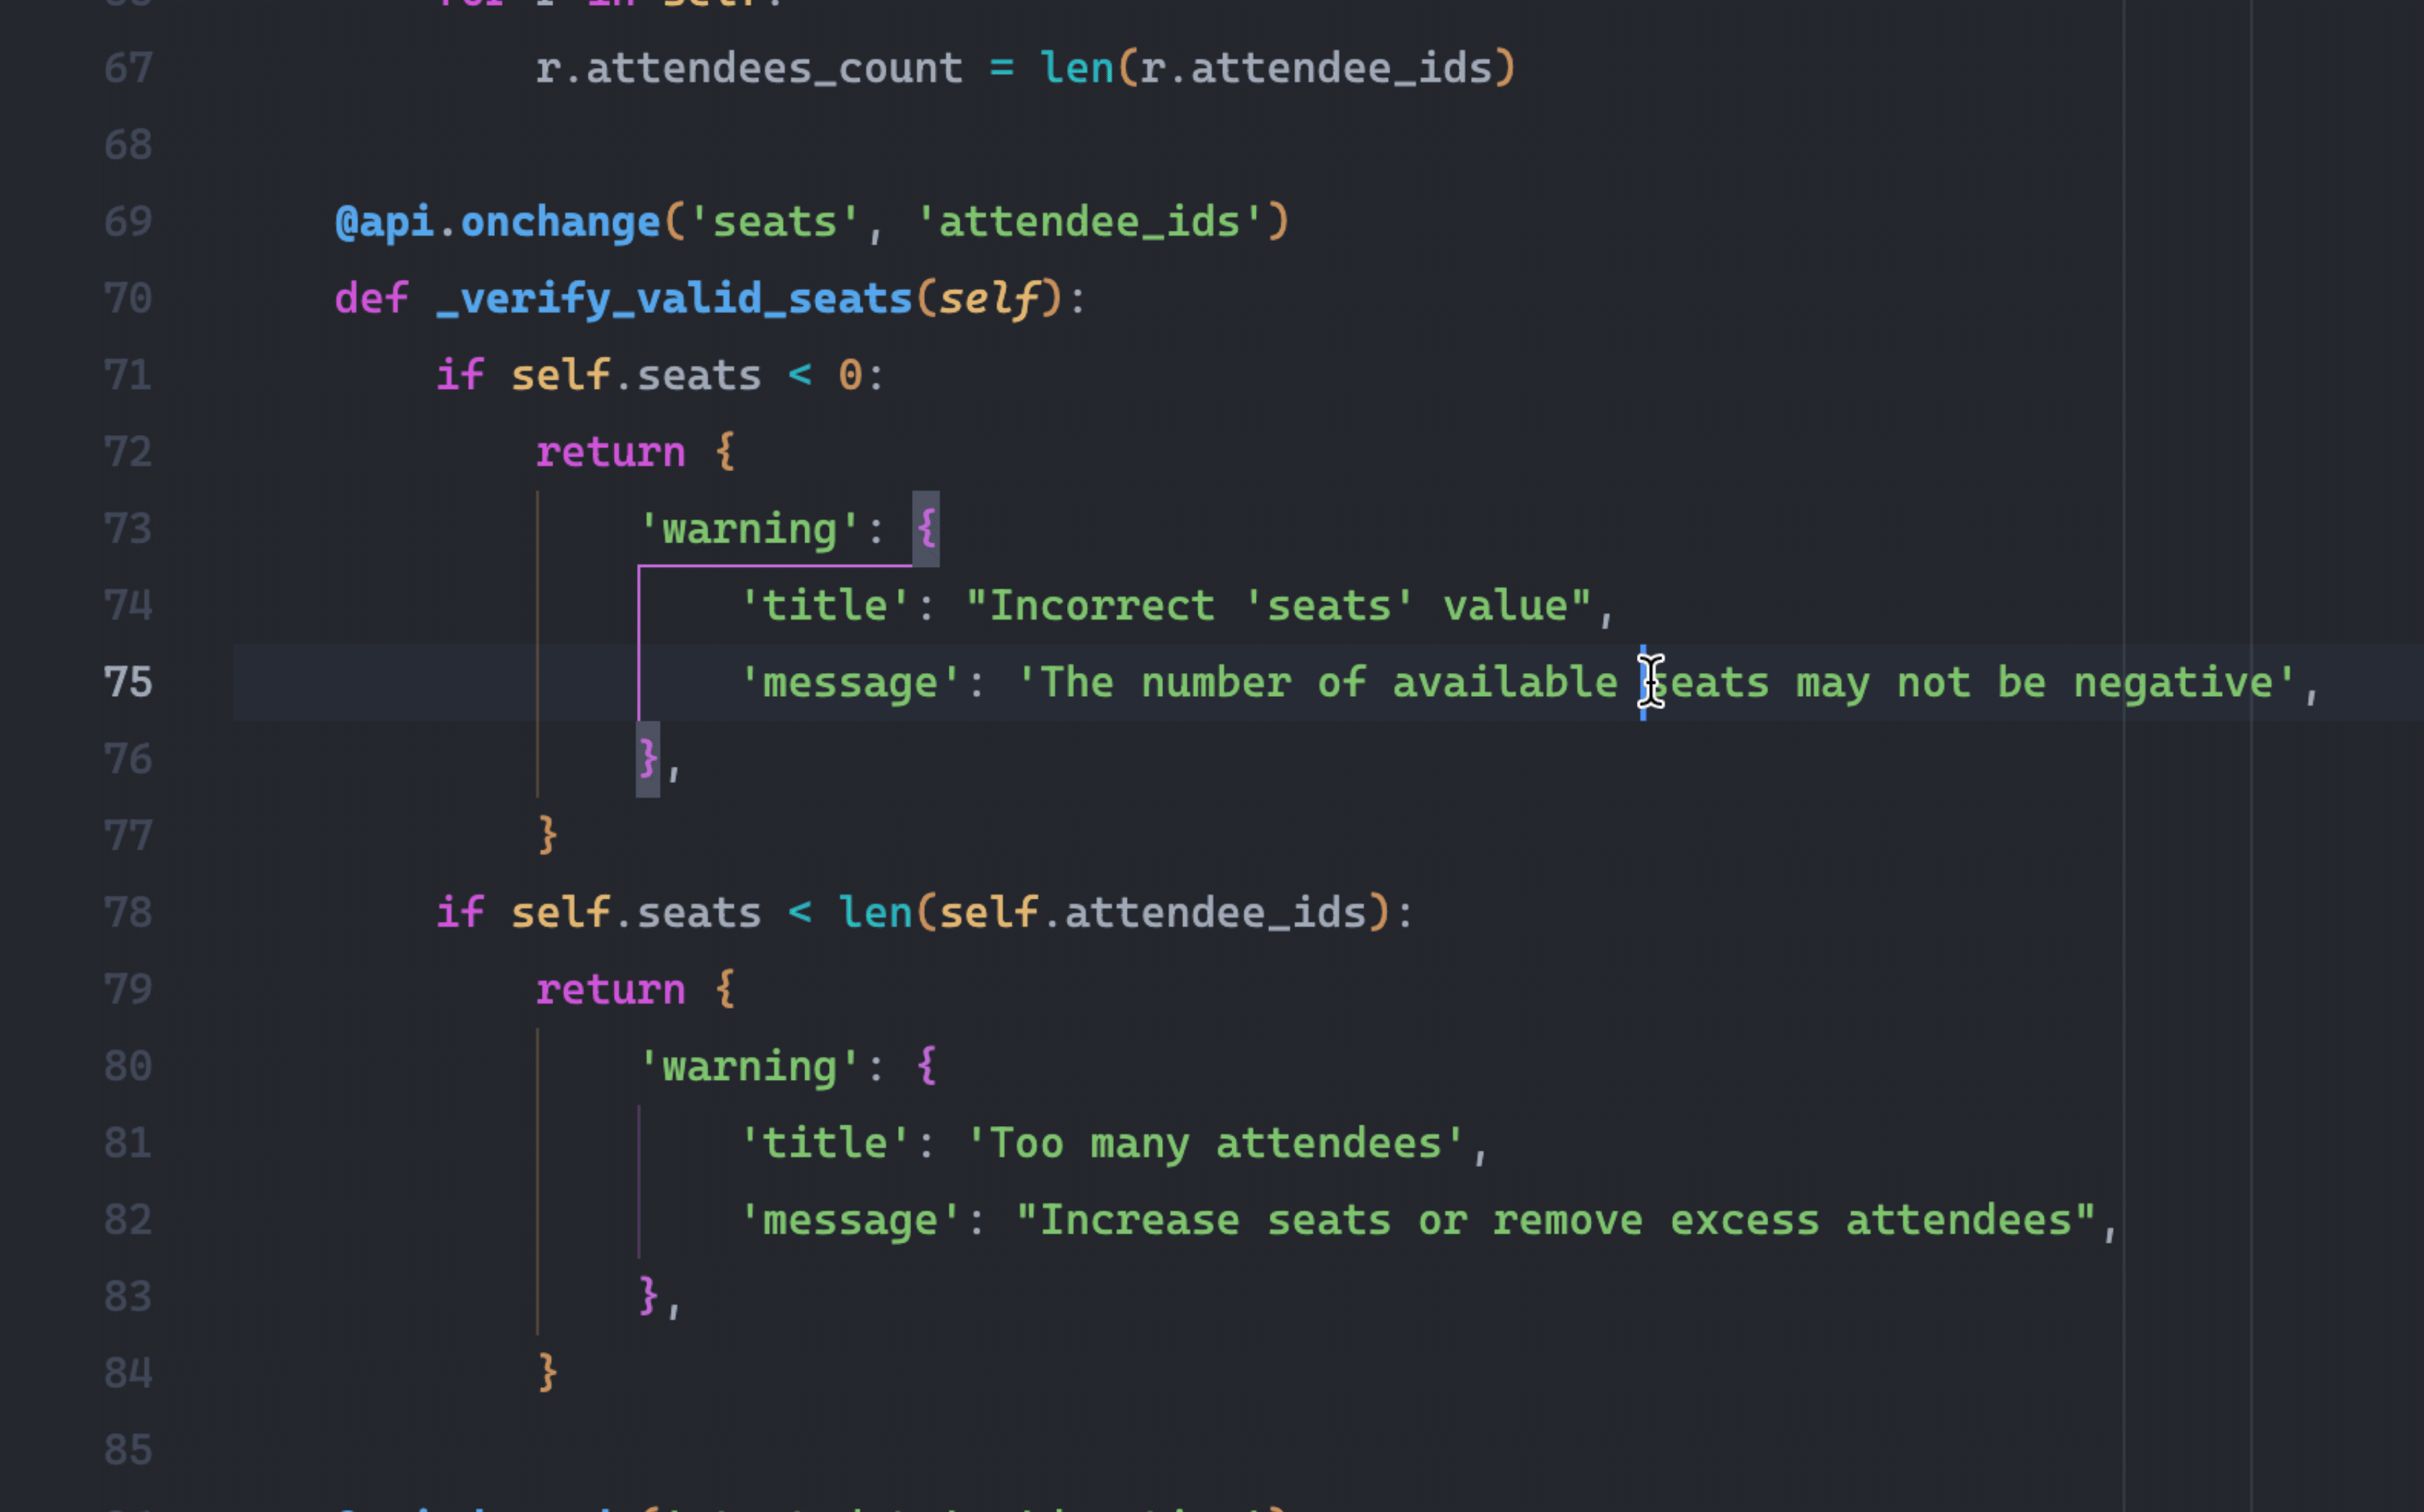 for r in self:
67 r.attendees_count = len(r.attendee_ids)
68
69 @api.onchange('seats', 'attendee_ids')
70 def _verify_valid_seats(self):
71 if self.seats < 0:
72 return {
73 'warning': {
74 'title': "Incorrect 'seats' value",
75 'message': 'The number of available seats may not be negative',
76 },
77 }
78 if self.seats < len(self.attendee_ids):
79 return {
80 'warning': {
81 'title': 'Too many attendees',
82 'message': "Increase seats or remove excess attendees",
83 },
84 }
85